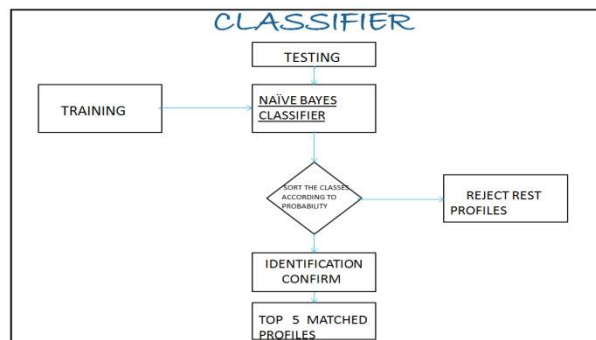 CLASSIFIER
TESTING
TRAINING
NAÏVE BAYES
CLASSIFIER
SORT THE CLASSES
ACCORDING TO
PROBABILITY
REJECT REST
PROFILES
IDENTIFICATION
CONFIRM
TOP 5 MATCHED
PROFILES